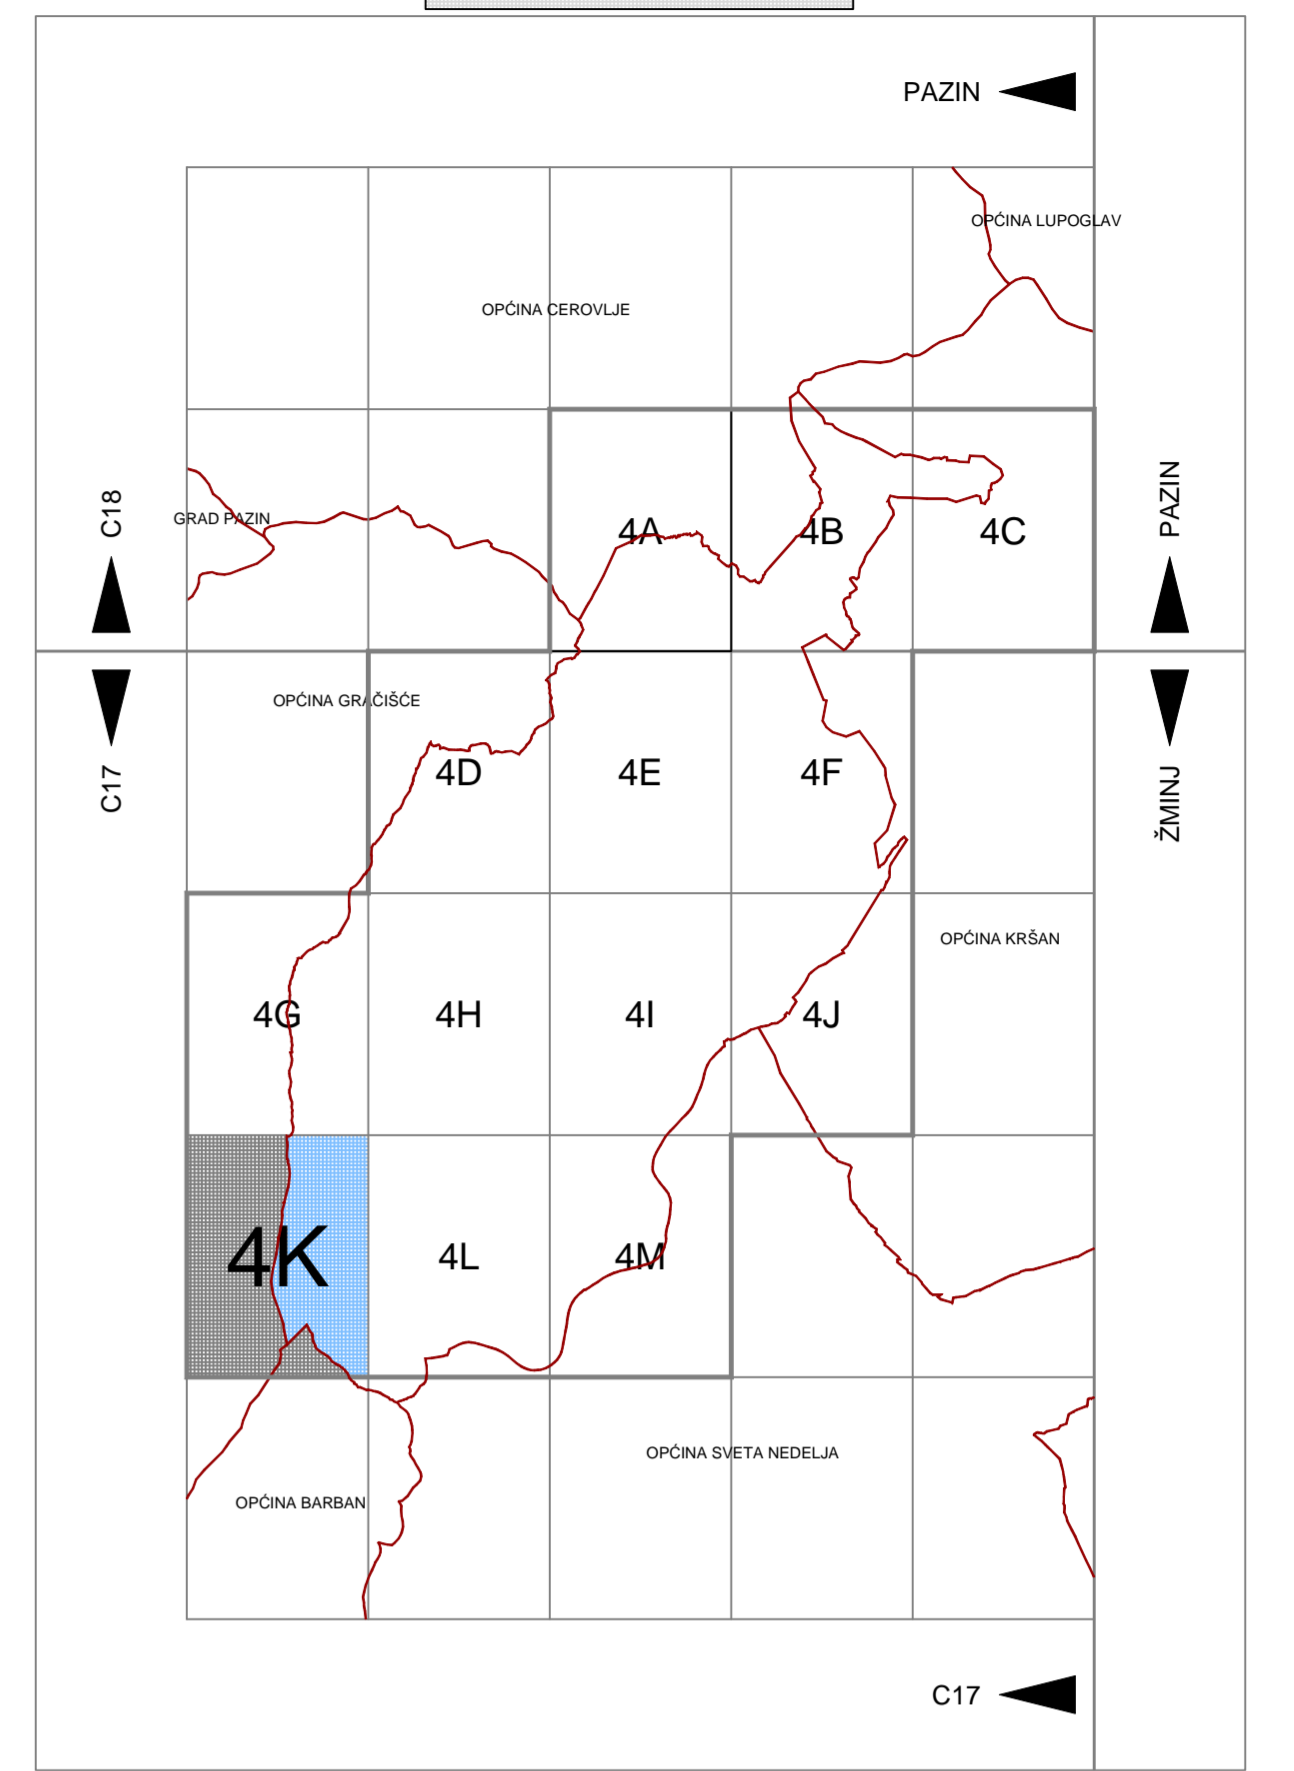 PAZIN
OPĆINA LUPOGLAV
OPĆINA CEROVLJE
C18
GRAD PAZIN
4A
4B
4C
PAZIN
C17
OPĆINA GRAČIŠĆE
4D
4E
4F
ŽMINJ
OPĆINA KRŠAN
4G
4H
4I
4J
4K
4L
4M
OPĆINA SVETA NEDELJA
OPĆINA BARBAN
C17